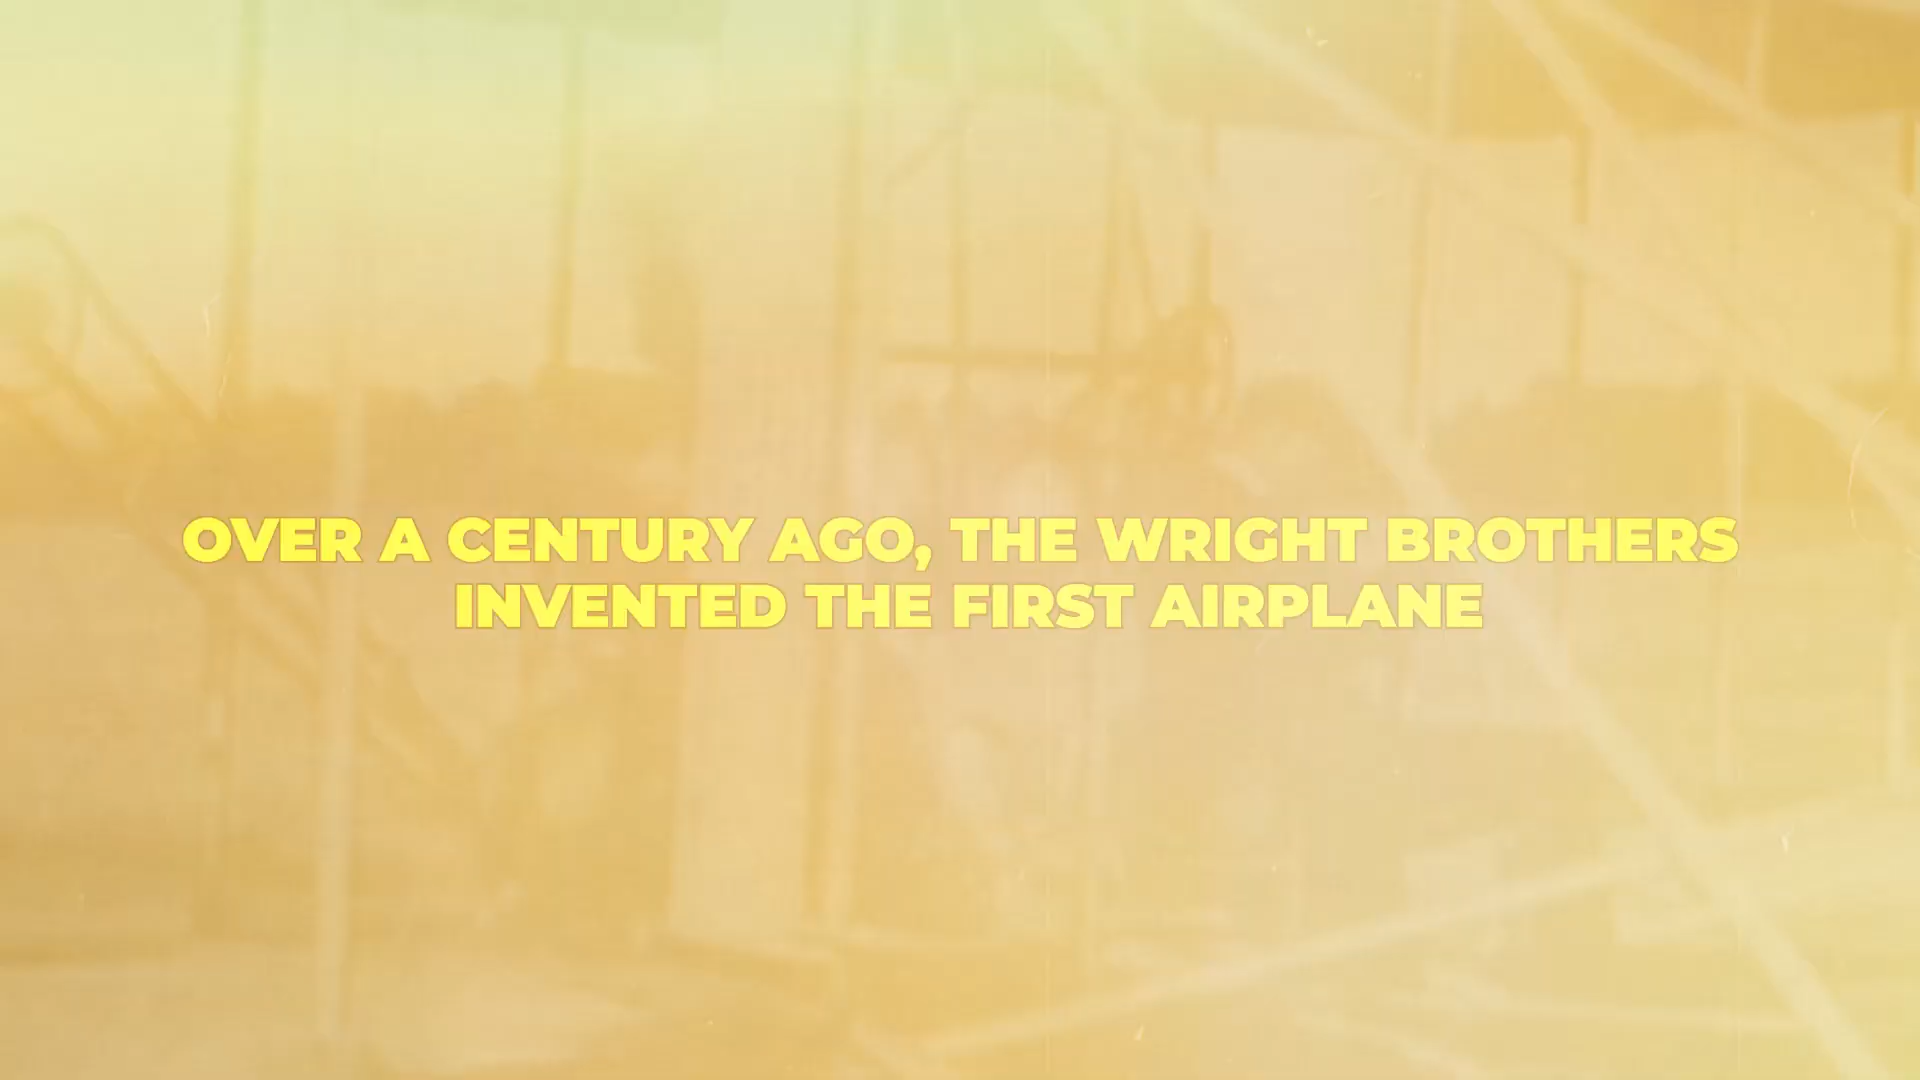 OVER A CENTURY AGO, THE WRIGHT BROTHERS
INVENTED THE FIRST AIRPLANE